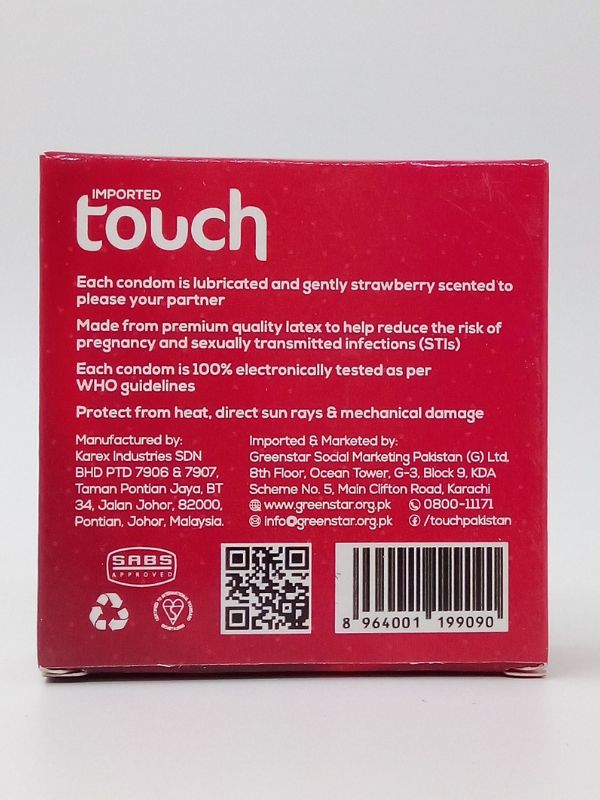 IMPORTED
touch
Each condom is lubricated and gently strawberry scented to
please your partner
Made from premium quality latex to help reduce the risk of
pregnancy and sexually transmitted infections (STIs)
Each condom is 100% electronically tested as per
WHO guidelines
Protect from heat, direct sun rays & mechanical damage
Manufactured by:
Karex Industries SDN
BHD PTD 7906 & 7907,
Taman Pontian Jaya, BT
34, Jalan Johor, 82000,
Pontian, Johor, Malaysia.
Imported & Marketed by:
Greenstar Social Marketing Pakistan (G) Ltd,
8th Floor, Ocean Tower, G-3, Block 9, KDA
Scheme No. 5, Main Clifton Road, Karachi
www.greenstar.org.pk 0800-11171
info@greenstar.org.pk /touchpakistan
SABS
APPROVED
8 964001 199090